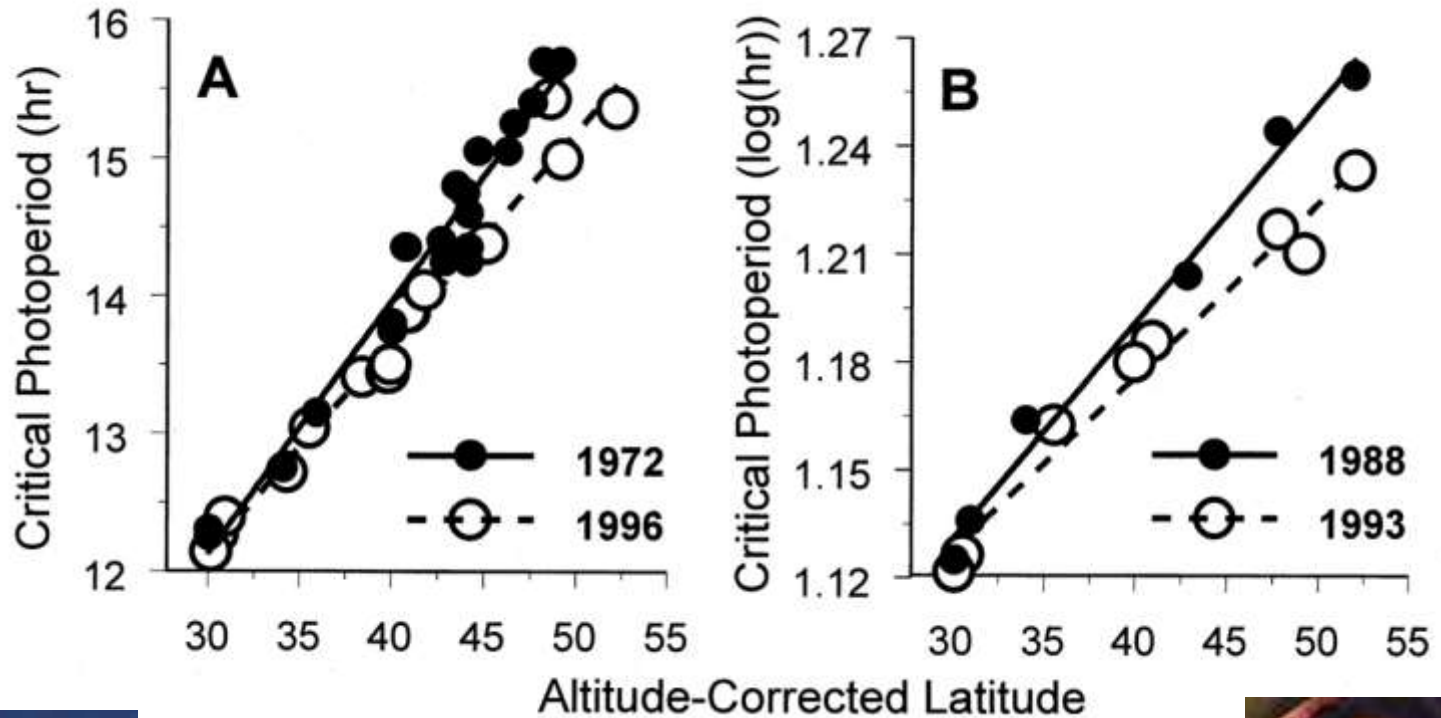 A
Critical Photoperiod (hr)
16
15
14
13
12
30 35 40 45 50 55
1972
1996
B
Critical Photoperiod (log(hr))
1.27
1.24
1.21
1.18
1.15
1.12
30 35 40 45 50 55
1988
1993
Altitude-Corrected Latitude